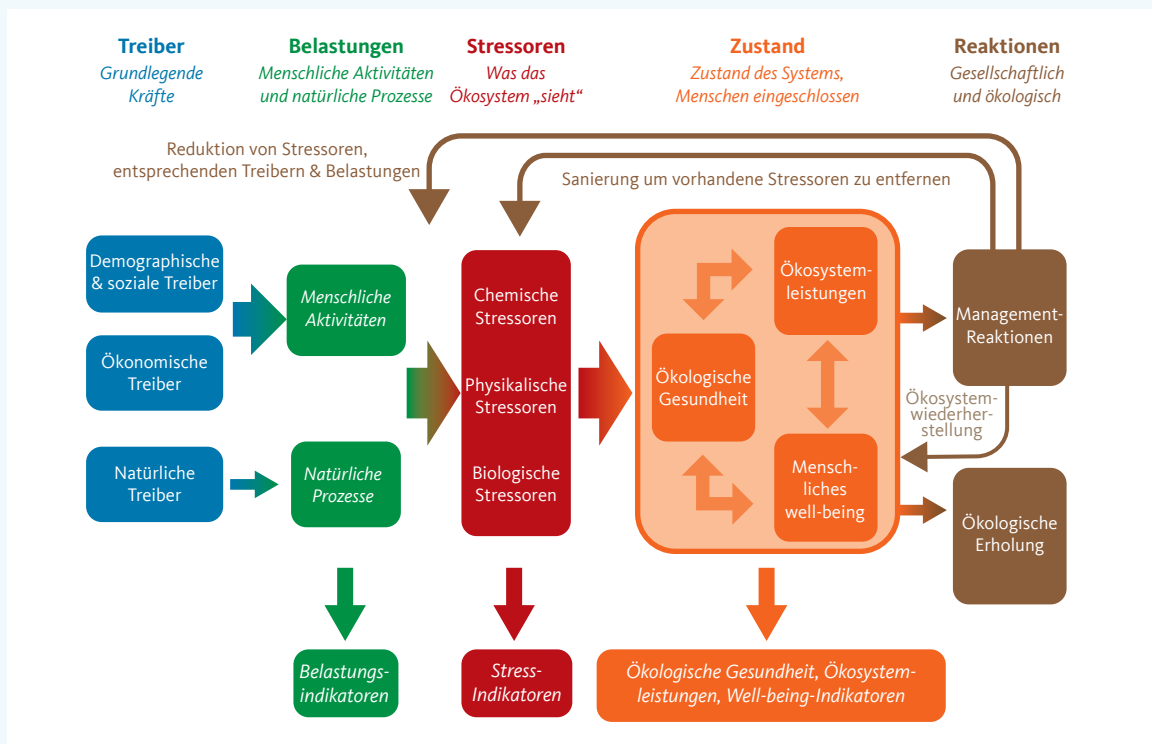 Treiber
Grundlegende
Kräfte
Belastungen
Menschliche Aktivitäten
und natürliche Prozesse
Stressoren
Was das
Ökosystem „sieht“
Zustand
Zustand des Systems,
Menschen eingeschlossen
Reaktionen
Gesellschaftlich
und ökologisch
Reduktion von Stressoren,
entsprechenden Treibern & Belastungen
Sanierung um vorhandene Stressoren zu entfernen
Demographische
& soziale Treiber
Ökonomische
Treiber
Natürliche
Treiber
Menschliche
Aktivitäten
Natürliche
Prozesse
Chemische
Stressoren
Physikalische
Stressoren
Biologische
Stressoren
Ökologische
Gesundheit
Ökosystem-
leistungen
Mensch-
liches
well-being
Management-
Reaktionen
Ökosystem-
wiederher-
stellung
Ökologische
Erholung
Belastungs-
indikatoren
Stress-
Indikatoren
Ökologische Gesundheit, Ökosystem-
leistungen, Well-being-Indikatoren